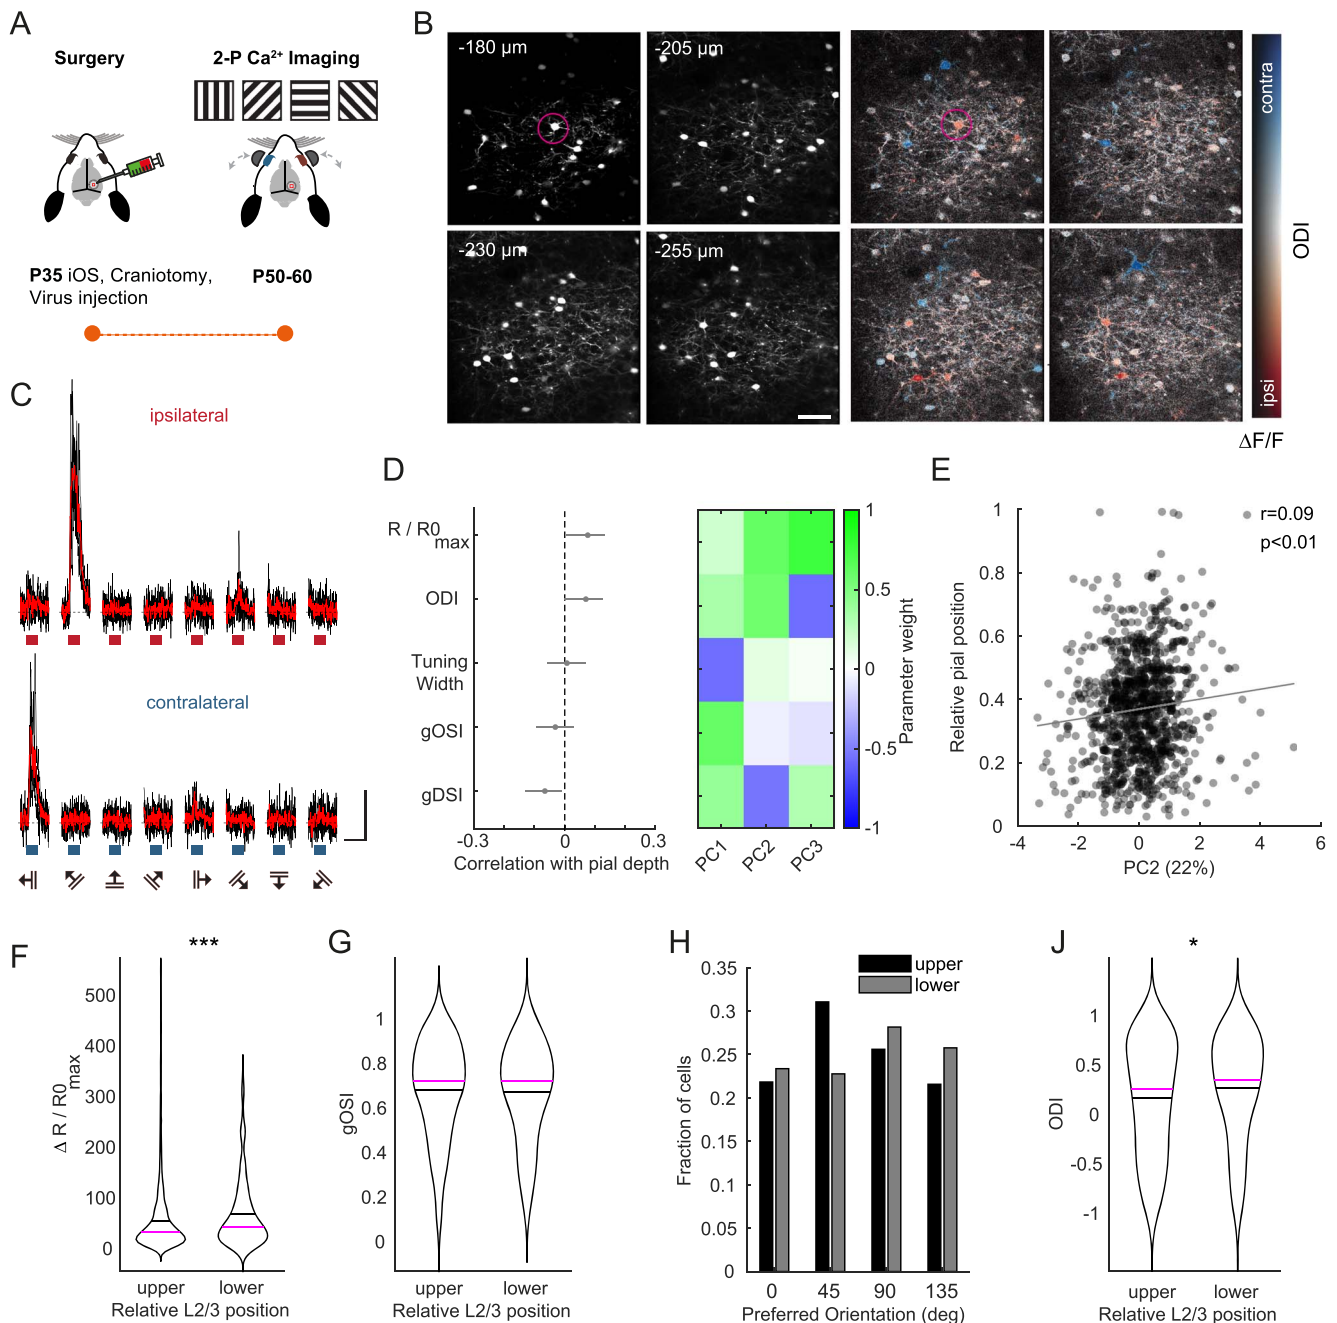 A
Surgery
2-P Ca²⁺ Imaging
P35 iOS, Craniotomy,
Virus injection
P50-60
B
-180 µm
-205 µm
-230 µm
-255 µm
contra
ipsi
ODI
ΔF/F
C
ipsilateral
contralateral
D
R / R0max
ODI
Tuning
Width
gOSI
gDSI
-0.3
0
0.3
Correlation with pial depth
PC1
PC2
PC3
1
0.5
0
-0.5
-1
Parameter weight
E
r=0.09
p<0.01
1
0.8
0.6
0.4
0.2
0
Relative pial position
-4
-2
0
2
4
6
PC2 (22%)
F
***
500
400
300
200
100
0
Δ R / R0max
upper
lower
Relative L2/3 position
G
1
0.8
0.6
0.4
0.2
0
gOSI
upper
lower
Relative L2/3 position
H
upper
lower
0.35
0.3
0.25
0.2
0.15
0.1
0.05
0
Fraction of cells
0
45
90
135
Preferred Orientation (deg)
J
*
1
0.5
0
-0.5
-1
ODI
upper
lower
Relative L2/3 position